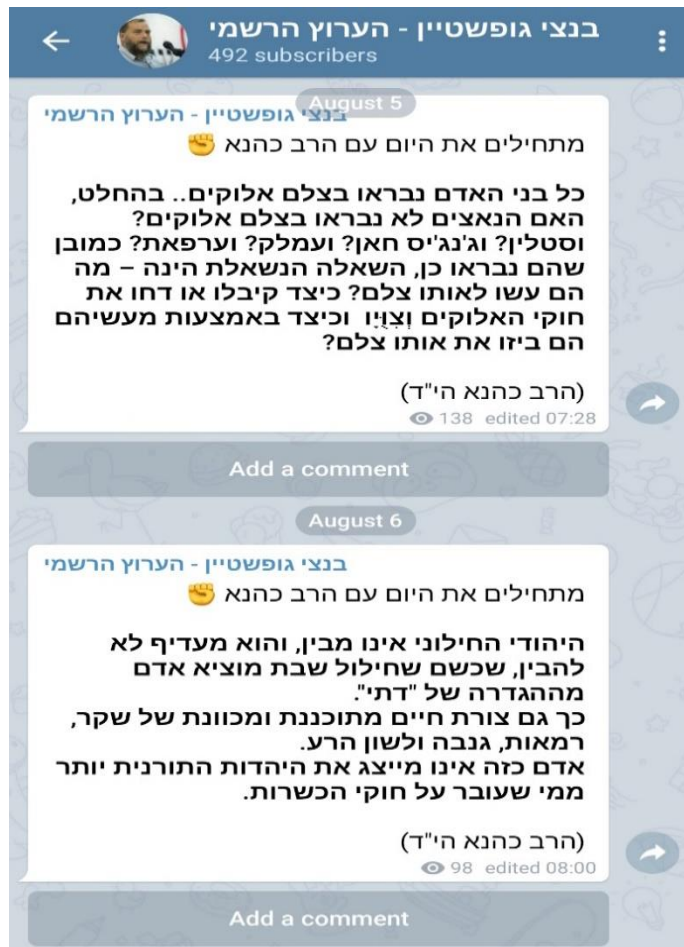 בנצי גופשטיין - הערוץ הרשמי
492 subscribers
August 5
בנצי גופשטיין - הערוץ הרשמי
מתחילים את היום עם הרב כהנא ✊
כל בני האדם נבראו בצלם אלוקים.. בהחלט,
האם הנאצים לא נבראו בצלם אלוקים?
וסטלין? וג'נג'יס חאן? ועמלק? וערפאת? כמובן
שהם נבראו כן, השאלה הנשאלת הינה – מה
הם עשו לאותו צלם? כיצד קיבלו או דחו את
חוקי האלוקים וְצִוֻּיָּו וכיצד באמצעות מעשיהם
הם ביזו את אותו צלם?
(הרב כהנא הי"ד)
138 edited 07:28
Add a comment
August 6
בנצי גופשטיין - הערוץ הרשמי
מתחילים את היום עם הרב כהנא ✊
היהודי החילוני אינו מבין, והוא מעדיף לא
להבין, שכשם שחילול שבת מוציא אדם
מההגדרה של "דתי".
כך גם צורת חיים מתוכננת ומכוונת של שקר,
רמאות, גנבה ולשון הרע.
אדם כזה אינו מייצג את היהדות התורנית יותר
ממי שעובר על חוקי הכשרות.
(הרב כהנא הי"ד)
98 edited 08:00
Add a comment